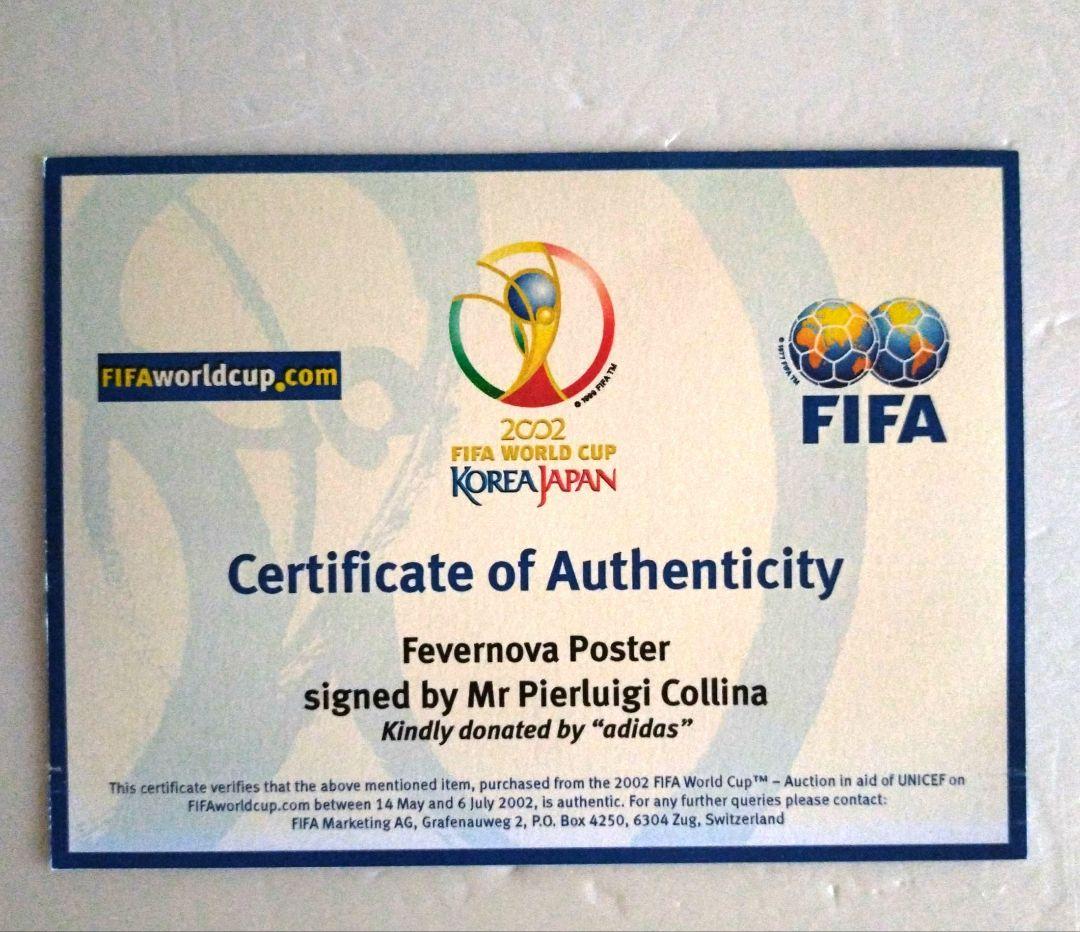 FIFAworldcup.com
© 1999 FIFA TM
2002
FIFA WORLD CUP
KOREA JAPAN
© 1977 FIFA TM
FIFA
Certificate of Authenticity
Fevernova Poster
signed by Mr Pierluigi Collina
Kindly donated by “adidas”
This certificate verifies that the above mentioned item, purchased from the 2002 FIFA World Cup™ – Auction in aid of UNICEF on
FIFAworldcup.com between 14 May and 6 July 2002, is authentic. For any further queries please contact:
FIFA Marketing AG, Grafenauweg 2, P.O. Box 4250, 6304 Zug, Switzerland